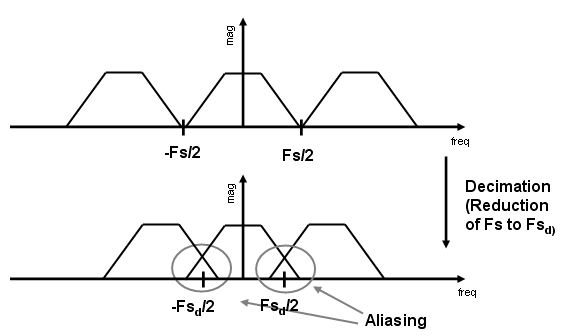 mag
-Fs/2
Fs/2
freq
Decimation
(Reduction
of Fs to Fsd)
mag
-Fsd/2
Fsd/2
freq
Aliasing